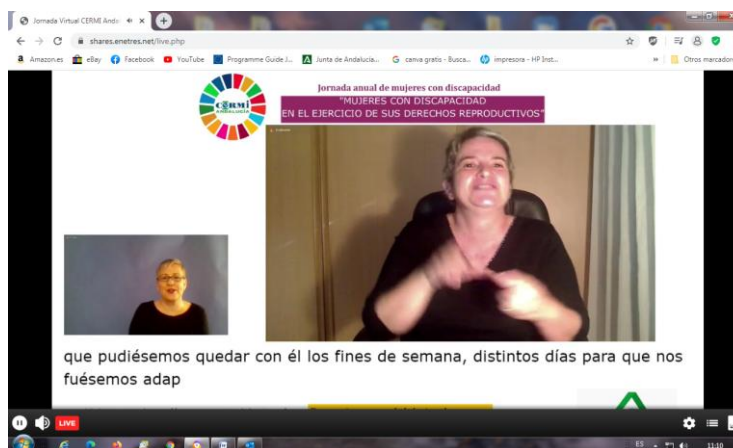 Jornada Virtual CERMI Anda
shares.enetres.net/live.php
Amazon.es eBay Facebook YouTube Programme Guide J... Junta de Andalucía... canva gratis - Busca... impresora - HP Inst... » Otros marcadores
Jornada anual de mujeres con discapacidad
"MUJERES CON DISCAPACIDAD
EN EL EJERCICIO DE SUS DERECHOS REPRODUCTIVOS"
CERMI
ANDALUCÍA
que pudiésemos quedar con él los fines de semana, distintos días para que nos
fuésemos adap
LIVE
ES 11:10